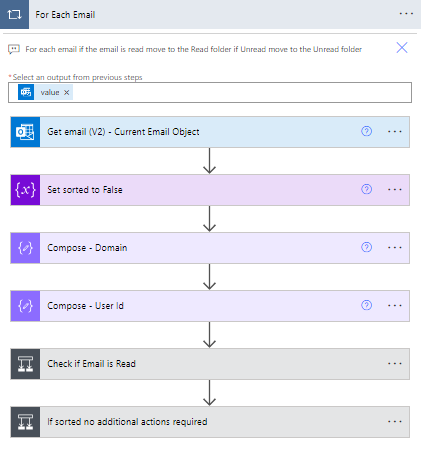 For Each Email
For each email if the email is read move to the Read folder if Unread move to the Unread folder
*Select an output from previous steps
value ×
Get email (V2) - Current Email Object
{x} Set sorted to False
Compose - Domain
Compose - User Id
Check if Email is Read
If sorted no additional actions required